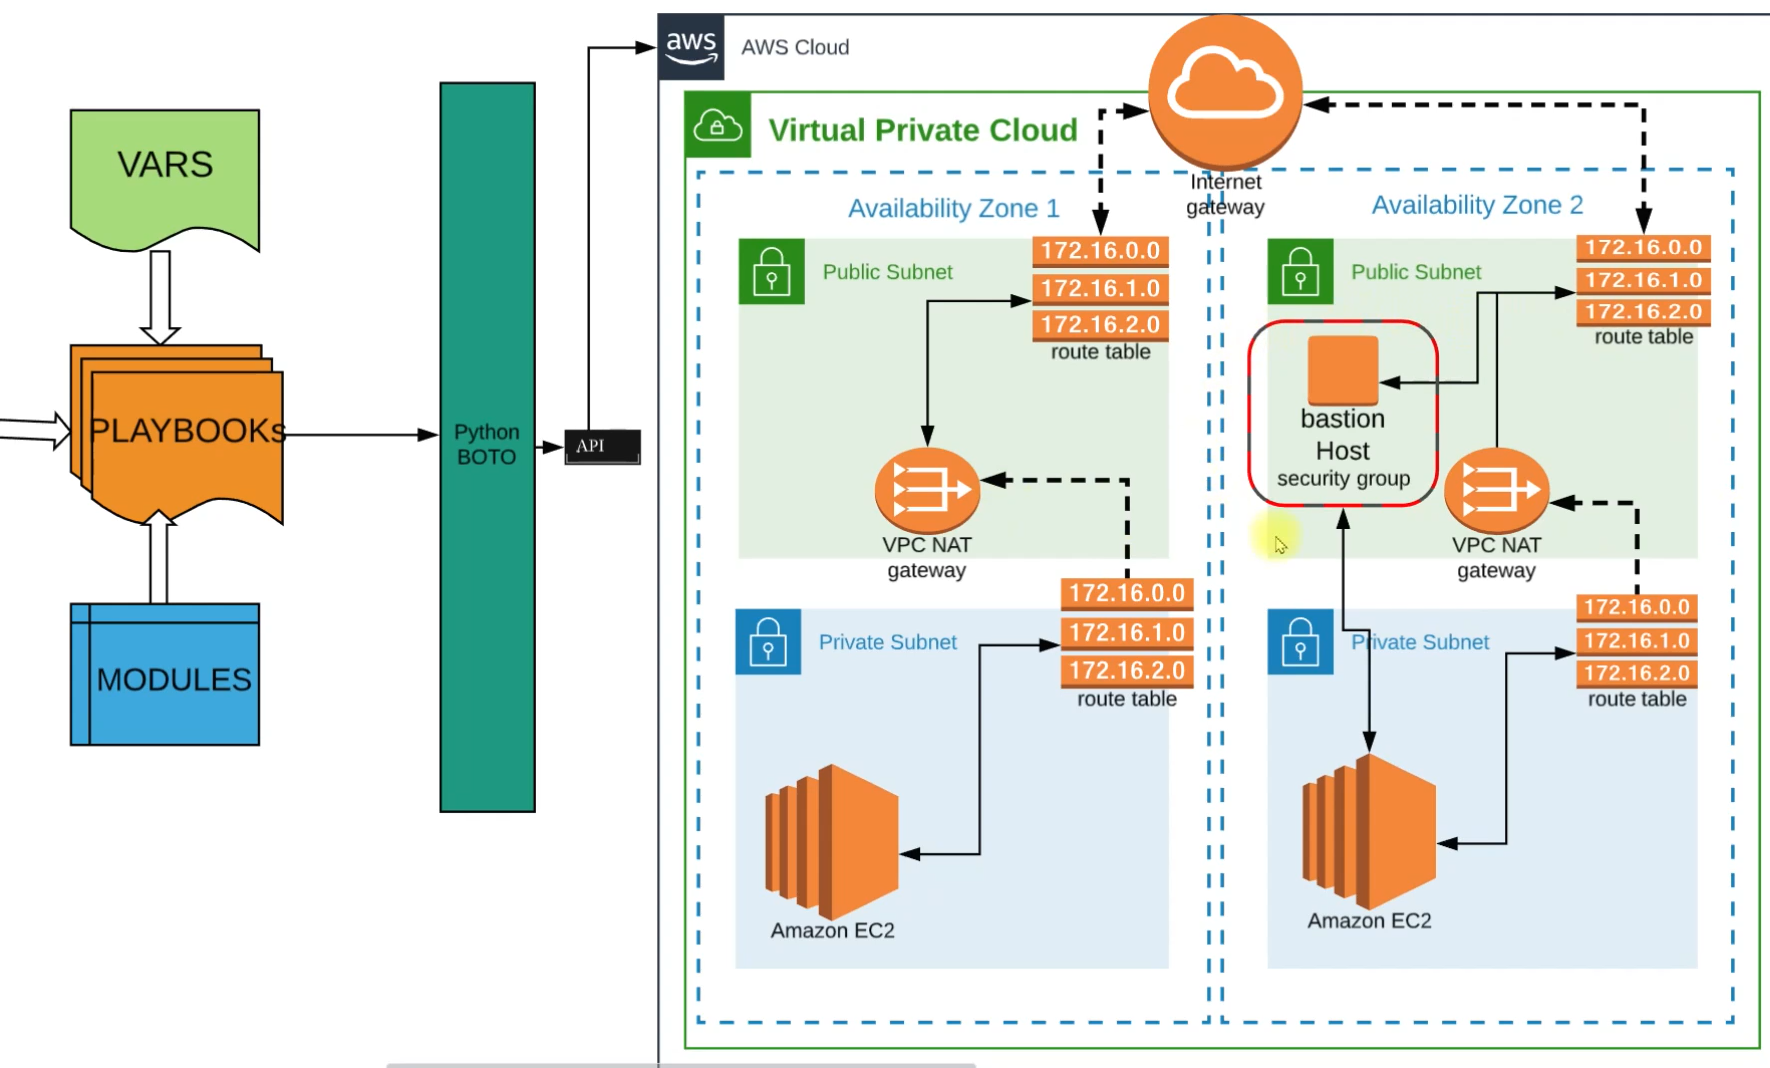 VARS
PLAYBOOKs
MODULES
Python
BOTO
API
aws
AWS Cloud
Virtual Private Cloud
Internet
gateway
Availability Zone 1
Public Subnet
172.16.0.0
172.16.1.0
172.16.2.0
route table
VPC NAT
gateway
Private Subnet
172.16.0.0
172.16.1.0
172.16.2.0
route table
Amazon EC2
Availability Zone 2
Public Subnet
172.16.0.0
172.16.1.0
172.16.2.0
route table
bastion
Host
security group
VPC NAT
gateway
Private Subnet
172.16.0.0
172.16.1.0
172.16.2.0
route table
Amazon EC2